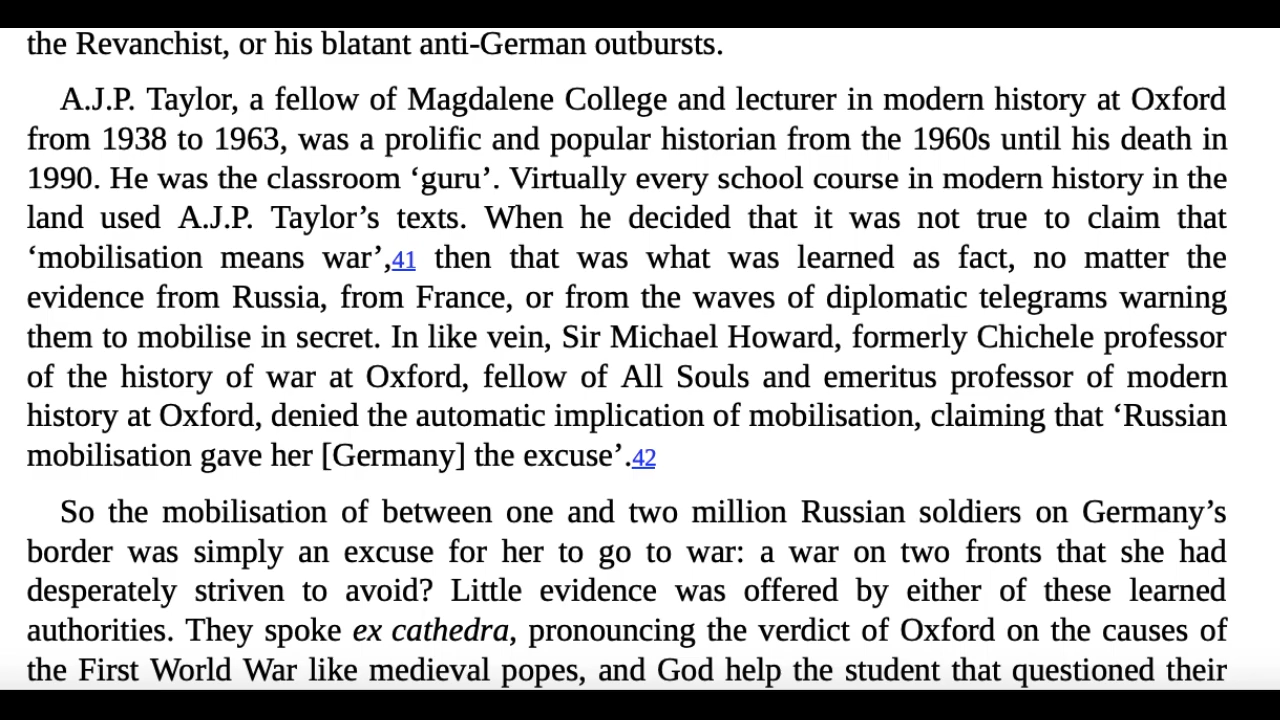 the Revanchist, or his blatant anti-German outbursts.
A.J.P. Taylor, a fellow of Magdalene College and lecturer in modern history at Oxford
from 1938 to 1963, was a prolific and popular historian from the 1960s until his death in
1990. He was the classroom ‘guru’. Virtually every school course in modern history in the
land used A.J.P. Taylor’s texts. When he decided that it was not true to claim that
‘mobilisation means war’,41 then that was what was learned as fact, no matter the
evidence from Russia, from France, or from the waves of diplomatic telegrams warning
them to mobilise in secret. In like vein, Sir Michael Howard, formerly Chichele professor
of the history of war at Oxford, fellow of All Souls and emeritus professor of modern
history at Oxford, denied the automatic implication of mobilisation, claiming that ‘Russian
mobilisation gave her [Germany] the excuse’.42
So the mobilisation of between one and two million Russian soldiers on Germany’s
border was simply an excuse for her to go to war: a war on two fronts that she had
desperately striven to avoid? Little evidence was offered by either of these learned
authorities. They spoke ex cathedra, pronouncing the verdict of Oxford on the causes of
the First World War like medieval popes, and God help the student that questioned their